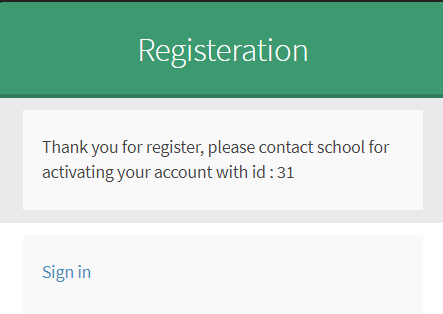 Registeration
Thank you for register, please contact school for
activating your account with id : 31
Sign in